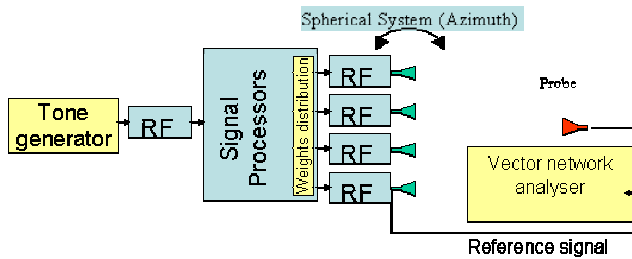 Spherical System (Azimuth)
Tone
generator
RF
Signal
Processors
Weights distribution
RF
RF
RF
RF
Probe
Vector network
analyser
Reference signal